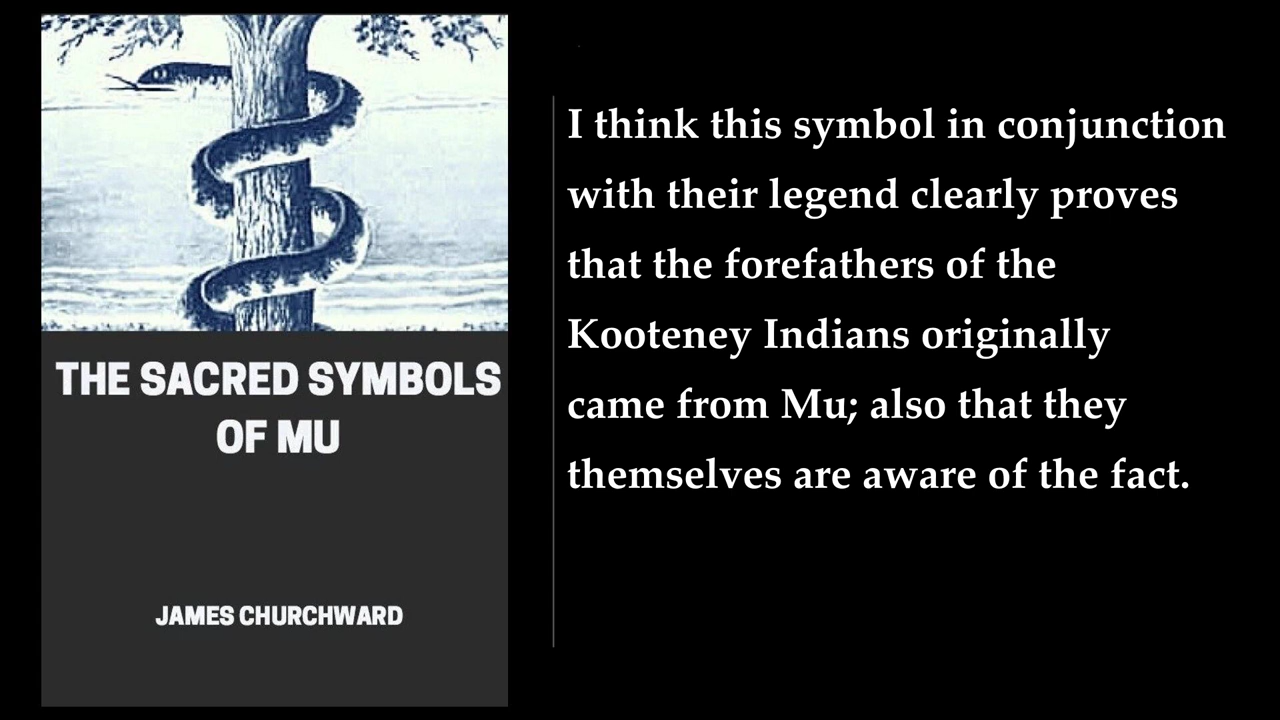 THE SACRED SYMBOLS
OF MU
JAMES CHURCHWARD
I think this symbol in conjunction
with their legend clearly proves
that the forefathers of the
Kooteney Indians originally
came from Mu; also that they
themselves are aware of the fact.